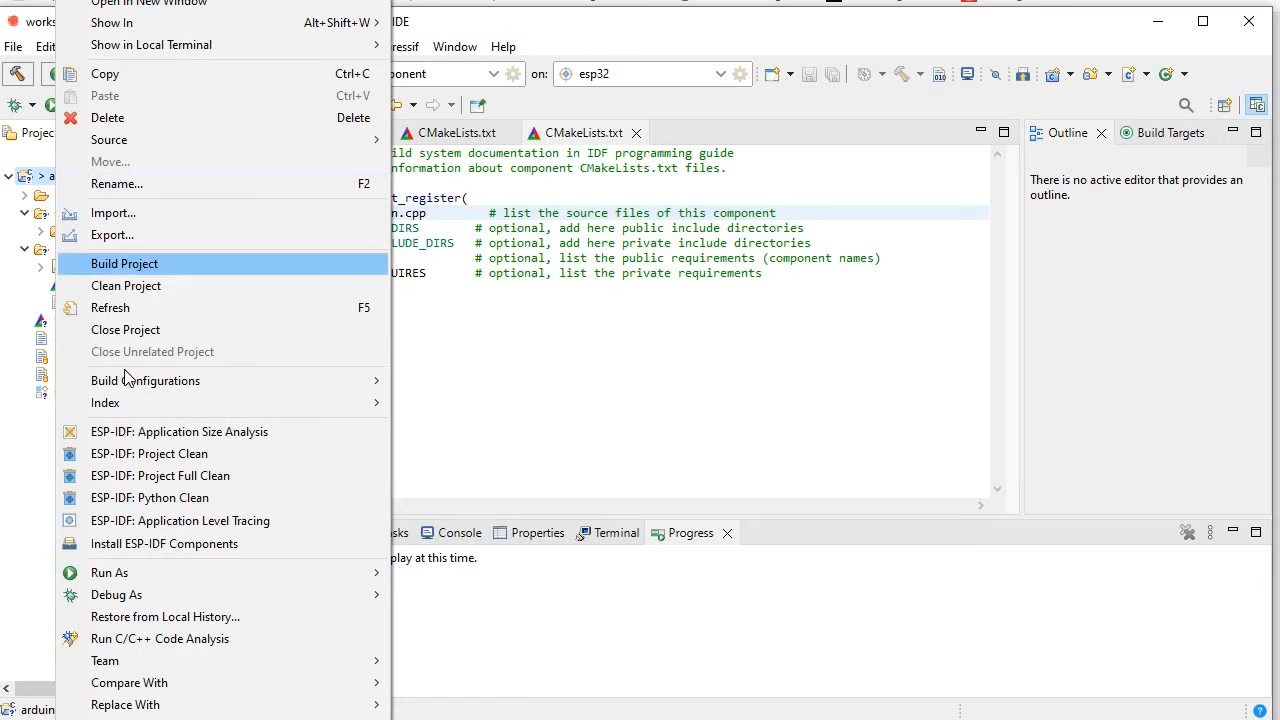 Open in New Window
works
IDE
Show In Alt+Shift+W
File Edi
ressif Window Help
Show in Local Terminal
Copy Ctrl+C
onent on: esp32
Paste Ctrl+V
Delete Delete
Source
Move...
Rename... F2
Import...
Export...
Build Project
Clean Project
Refresh F5
Close Project
Close Unrelated Project
Build Configurations
Index
ESP-IDF: Application Size Analysis
ESP-IDF: Project Clean
ESP-IDF: Project Full Clean
ESP-IDF: Python Clean
ESP-IDF: Application Level Tracing
Install ESP-IDF Components
Run As
Debug As
Restore from Local History...
Run C/C++ Code Analysis
Team
Compare With
Replace With
Projec
> a
arduin
CMakeLists.txt CMakeLists.txt
ild system documentation in IDF programming guide
nformation about component CMakeLists.txt files.
t_register(
n.cpp # list the source files of this component
DIRS # optional, add here public include directories
LUDE_DIRS # optional, add here private include directories
# optional, list the public requirements (component names)
UIRES # optional, list the private requirements
Outline Build Targets
There is no active editor that provides an
outline.
sks Console Properties Terminal Progress
play at this time.